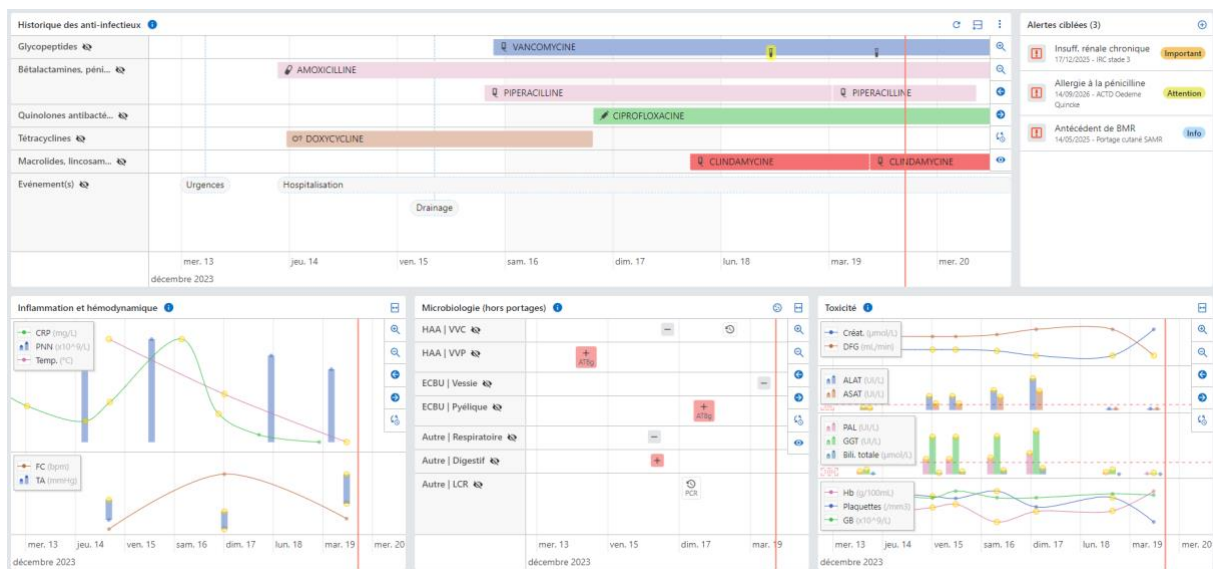 Historique des anti-infectieux
Glycopeptides
VANCOMYCINE
Bétalactamines, péni...
AMOXICILLINE
PIPERACILLINE
PIPERACILLINE
Quinolones antibacté...
CIPROFLOXACINE
Tétracyclines
DOXYCYCLINE
Macrolides, lincosam...
CLINDAMYCINE
CLINDAMYCINE
Evénement(s)
Urgences
Hospitalisation
Drainage
mer. 13 jeu. 14 ven. 15 sam. 16 dim. 17 lun. 18 mar. 19 mer. 20
décembre 2023
Alertes ciblées (3)
Insuff. rénale chronique
17/12/2025 - IRC stade 3
Important
Allergie à la pénicilline
14/09/2026 - ACTD Oedeme
Quincke
Attention
Antécédent de BMR
14/05/2025 - Portage cutané SAMR
Info
Inflammation et hémodynamique
CRP (mg/L)
PNN (x10^9/L)
Temp. (°C)
FC (bpm)
TA (mmHg)
mer. 13 jeu. 14 ven. 15 sam. 16 dim. 17 lun. 18 mar. 19 mer. 20
décembre 2023
Microbiologie (hors portages)
HAA | VVC
HAA | VVP
+
ATBg
ECBU | Vessie
ECBU | Pyélique
+
ATBg
Autre | Respiratoire
Autre | Digestif
+
Autre | LCR
PCR
mer. 13 ven. 15 dim. 17 mar. 19
décembre 2023
Toxicité
Créat. (µmol/L)
DFG (mL/min)
ALAT (UI/L)
ASAT (UI/L)
PAL (UI/L)
GGT (UI/L)
Bili. totale (µmol/L)
Hb (g/100mL)
Plaquettes (/mm3)
GB (x10^9/L)
mer. 13 jeu. 14 ven. 15 sam. 16 dim. 17 lun. 18 mar. 19 mer. 20
décembre 2023